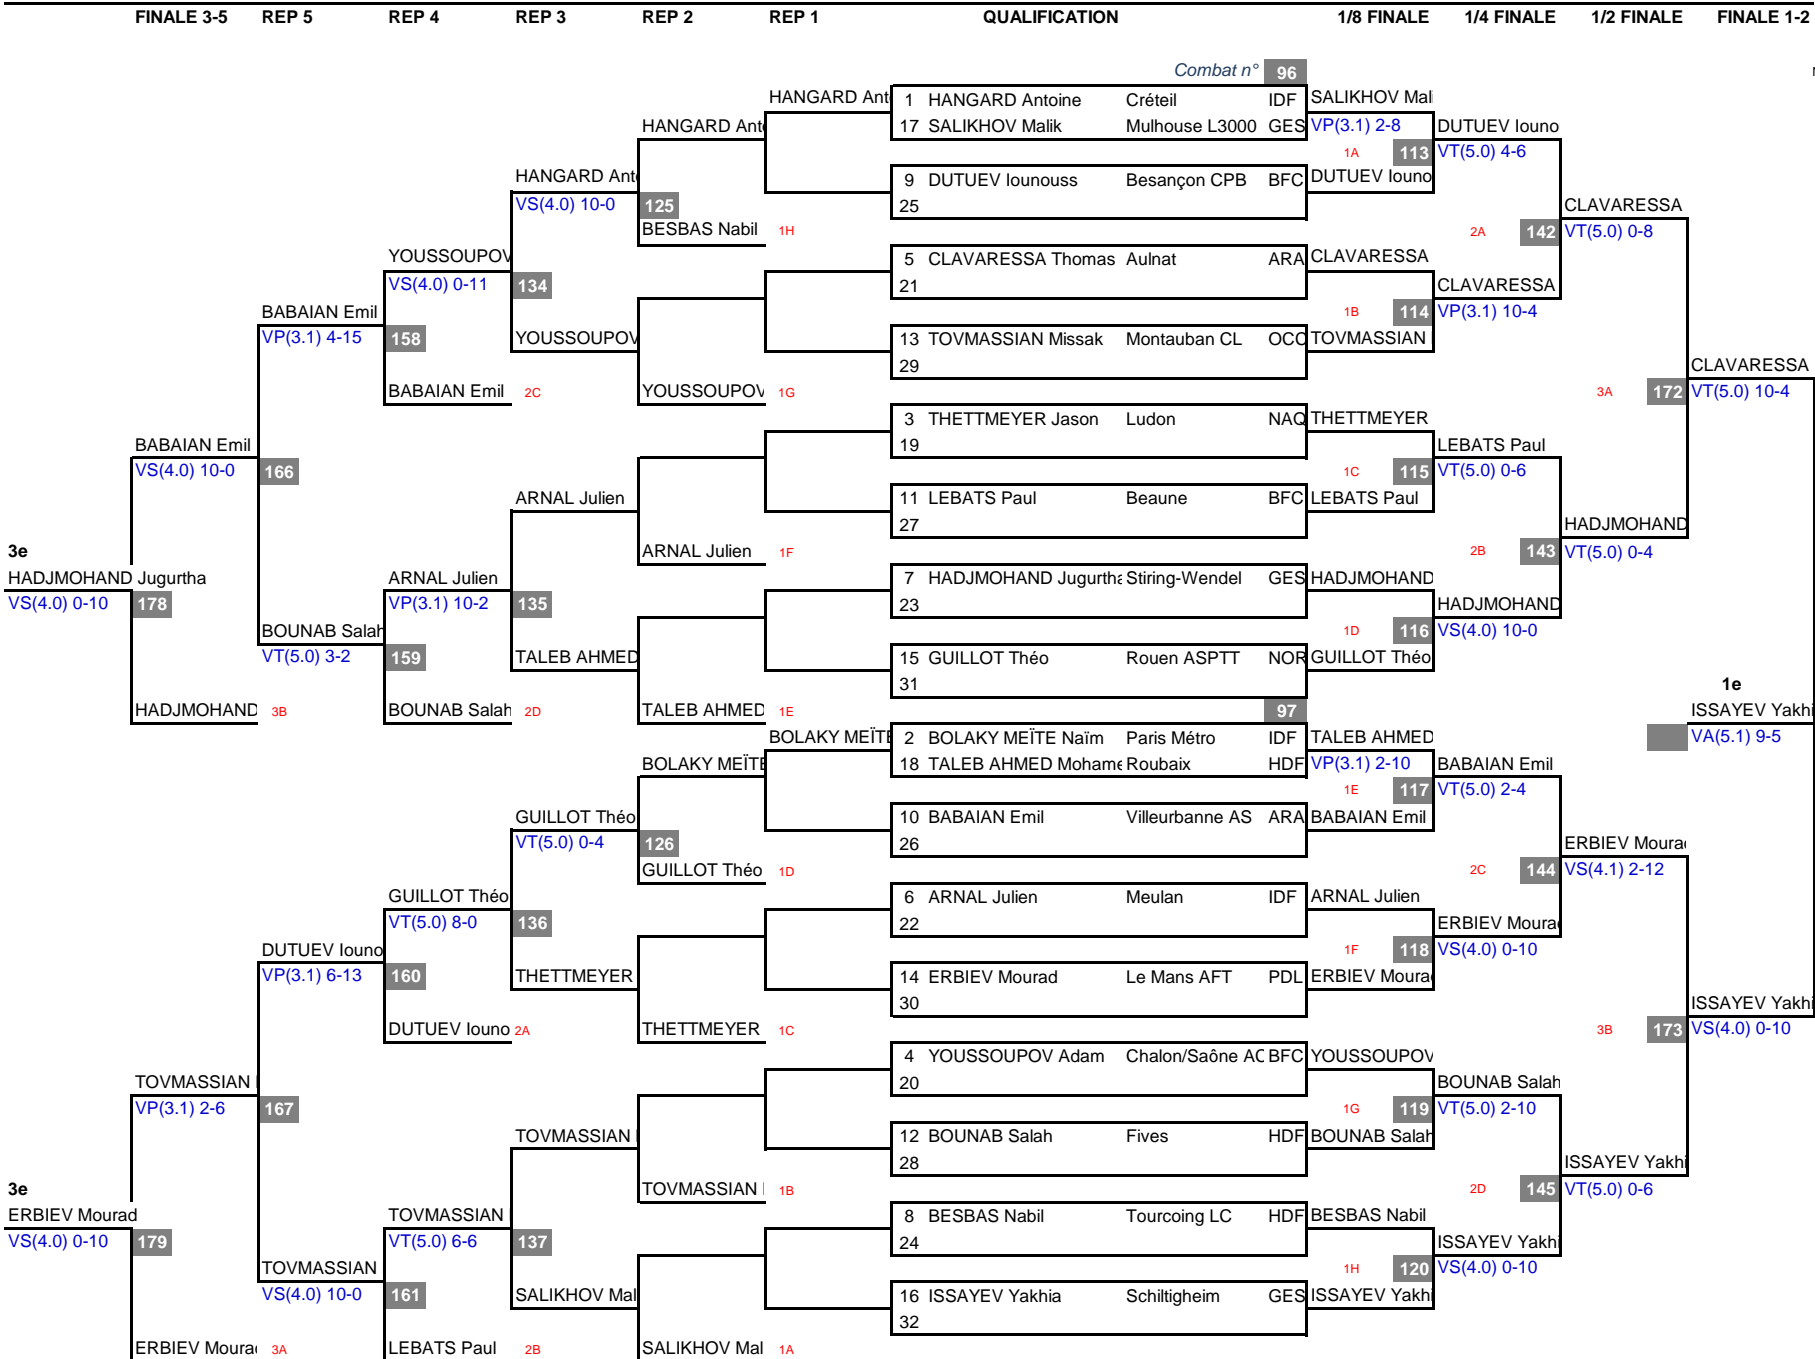 FINALE 3-5 REP 5 REP 4 REP 3 REP 2 REP 1 QUALIFICATION 1/8 FINALE 1/4 FINALE 1/2 FINALE FINALE 1-2
Combat n° 96
HANGARD Ant 1 HANGARD Antoine Créteil IDF SALIKHOV Mali
HANGARD Anto 17 SALIKHOV Malik Mulhouse L3000 GES VP(3.1) 2-8 DUTUEV Iouno
1A 113 VT(5.0) 4-6
HANGARD Anto 9 DUTUEV Iounouss Besançon CPB BFC DUTUEV Iouno
VS(4.0) 10-0 125 25 CLAVARESSA
BESBAS Nabil 1H 2A 142 VT(5.0) 0-8
YOUSSOUPOV 5 CLAVARESSA Thomas Aulnat ARA CLAVARESSA
VS(4.0) 0-11 134 21 CLAVARESSA
BABAIAN Emil 1B 114 VP(3.1) 10-4
VP(3.1) 4-15 158 YOUSSOUPOV 13 TOVMASSIAN Missak Montauban CL OCC TOVMASSIAN
29 CLAVARESSA
BABAIAN Emil 2C YOUSSOUPOV 1G 3A 172 VT(5.0) 10-4
3 THETTMEYER Jason Ludon NAQ THETTMEYER
BABAIAN Emil 19 LEBATS Paul
VS(4.0) 10-0 166 1C 115 VT(5.0) 0-6
ARNAL Julien 11 LEBATS Paul Beaune BFC LEBATS Paul
27 HADJMOHAND
3e ARNAL Julien 1F 2B 143 VT(5.0) 0-4
HADJMOHAND Jugurtha ARNAL Julien 7 HADJMOHAND Jugurtha Stiring-Wendel GES HADJMOHAND
VS(4.0) 0-10 178 VP(3.1) 10-2 135 23 HADJMOHAND
BOUNAB Salah 1D 116 VS(4.0) 10-0
VT(5.0) 3-2 159 TALEB AHMED 15 GUILLOT Théo Rouen ASPTT NOR GUILLOT Théo
31 1e
HADJMOHAND 3B BOUNAB Salah 2D TALEB AHMED 1E 97 ISSAYEV Yakhi
BOLAKY MEÏTE 2 BOLAKY MEÏTE Naïm Paris Métro IDF TALEB AHMED VA(5.1) 9-5
BOLAKY MEÏTE 18 TALEB AHMED Mohame Roubaix HDF VP(3.1) 2-10 BABAIAN Emil
1E 117 VT(5.0) 2-4
GUILLOT Théo 10 BABAIAN Emil Villeurbanne AS ARA BABAIAN Emil
VT(5.0) 0-4 126 26 ERBIEV Mourad
GUILLOT Théo 1D 2C 144 VS(4.1) 2-12
GUILLOT Théo 6 ARNAL Julien Meulan IDF ARNAL Julien
VT(5.0) 8-0 136 22 ERBIEV Mourad
DUTUEV Iouno 1F 118 VS(4.0) 0-10
VP(3.1) 6-13 160 THETTMEYER 14 ERBIEV Mourad Le Mans AFT PDL ERBIEV Mourad
30 ISSAYEV Yakhi
DUTUEV Iouno 2A THETTMEYER 1C 3B 173 VS(4.0) 0-10
4 YOUSSOUPOV Adam Chalon/Saône AC BFC YOUSSOUPOV
TOVMASSIAN 20 BOUNAB Salah
VP(3.1) 2-6 167 1G 119 VT(5.0) 2-10
TOVMASSIAN 12 BOUNAB Salah Fives HDF BOUNAB Salah
28 ISSAYEV Yakhi
3e TOVMASSIAN 1B 2D 145 VT(5.0) 0-6
ERBIEV Mourad TOVMASSIAN 8 BESBAS Nabil Tourcoing LC HDF BESBAS Nabil
VS(4.0) 0-10 179 VT(5.0) 6-6 137 24 ISSAYEV Yakhi
TOVMASSIAN 1H 120 VS(4.0) 0-10
VS(4.0) 10-0 161 SALIKHOV Mal 16 ISSAYEV Yakhia Schiltigheim GES ISSAYEV Yakhi
32
ERBIEV Mourad 3A LEBATS Paul 2B SALIKHOV Mal 1A